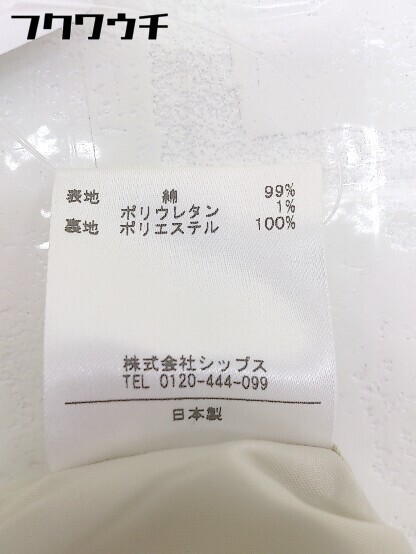 フクワウチ
表地 綿 99%
ポリウレタン 1%
裏地 ポリエステル 100%
株式会社シップス
TEL 0120-444-099
日本製